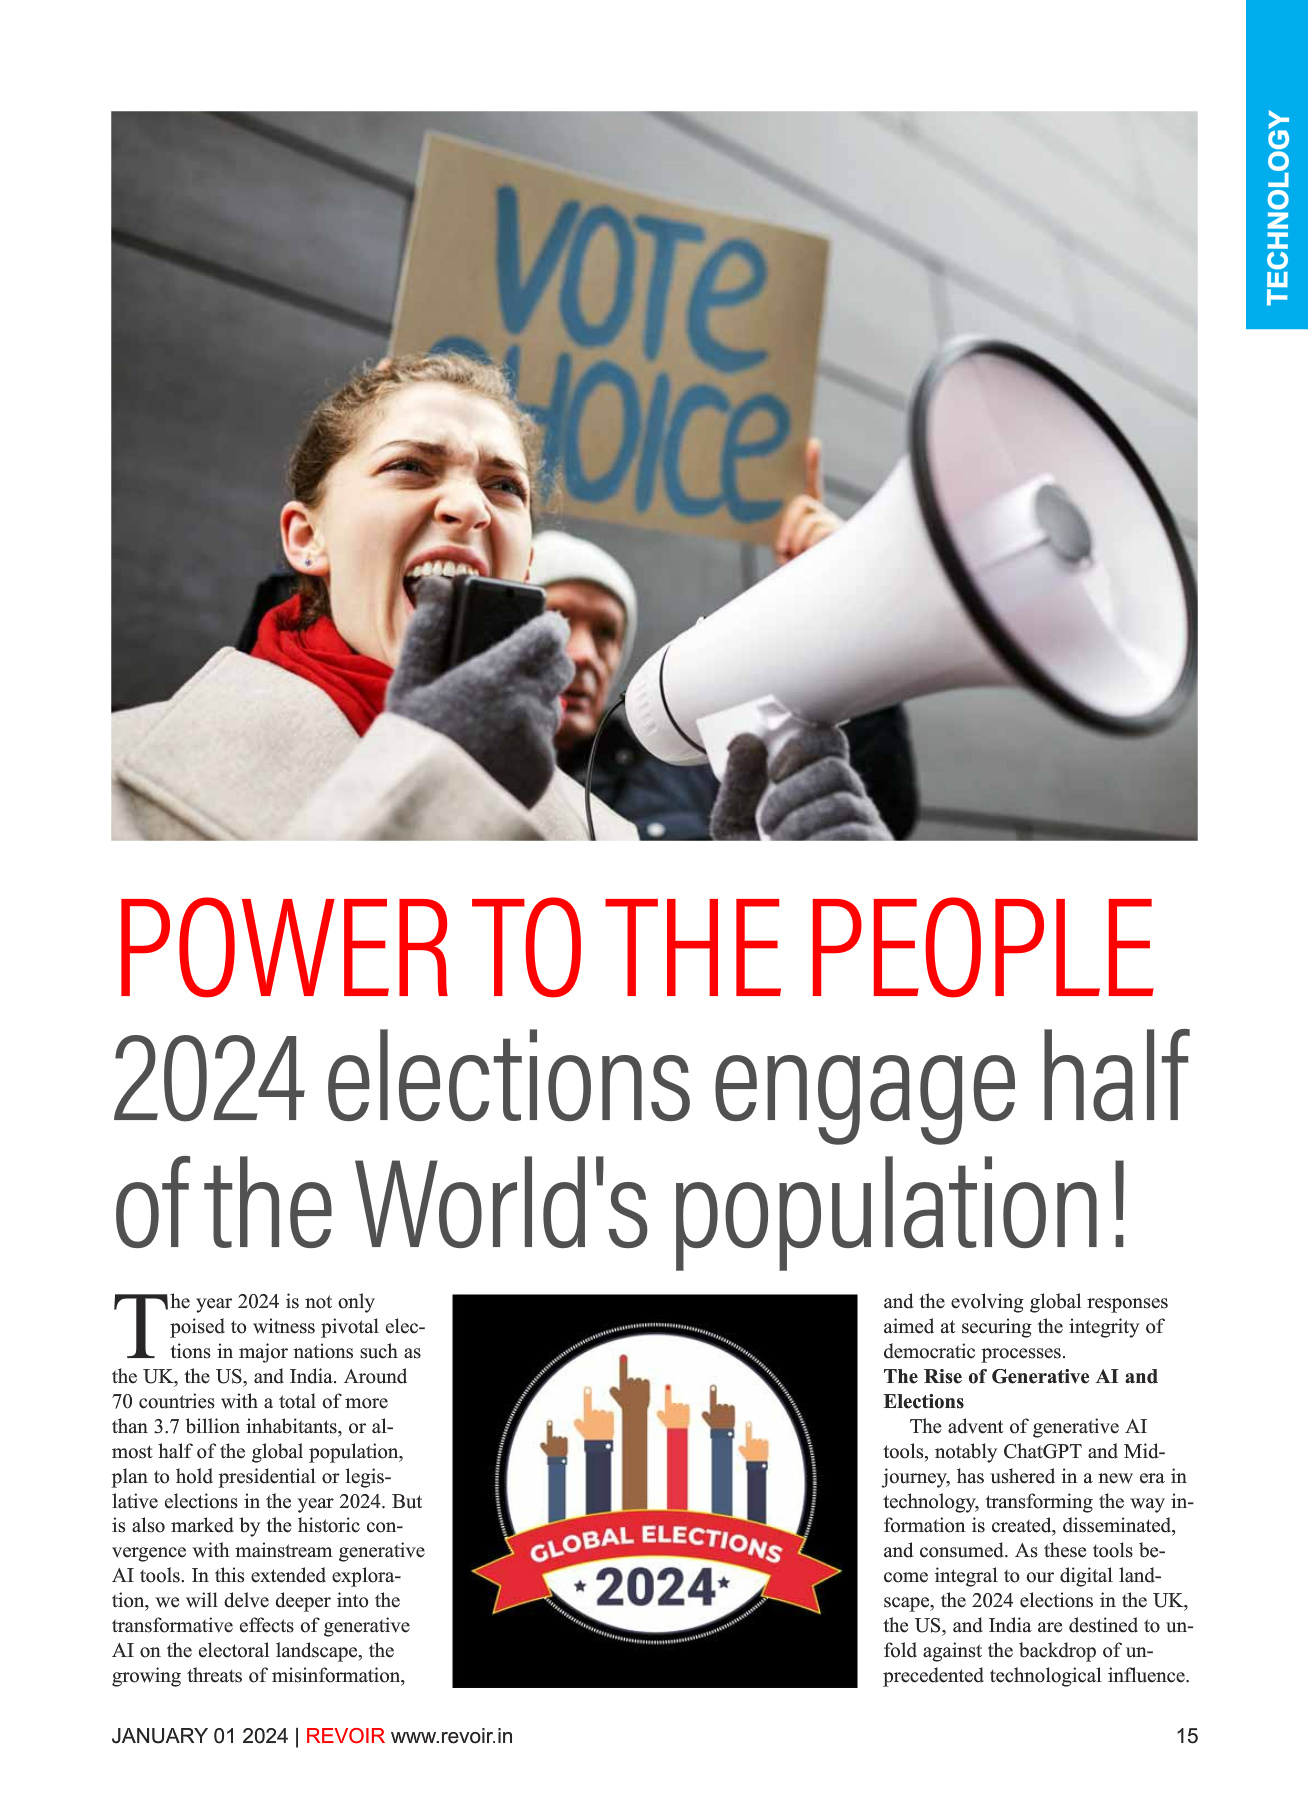 TECHNOLOGY
VOTE
CHOICE
POWER TO THE PEOPLE
2024 elections engage half
of the World's population!
The year 2024 is not only
poised to witness pivotal elec-
tions in major nations such as
the UK, the US, and India. Around
70 countries with a total of more
than 3.7 billion inhabitants, or al-
most half of the global population,
plan to hold presidential or legis-
lative elections in the year 2024. But
is also marked by the historic con-
vergence with mainstream generative
AI tools. In this extended explora-
tion, we will delve deeper into the
transformative effects of generative
AI on the electoral landscape, the
growing threats of misinformation,
GLOBAL ELECTIONS
2024
and the evolving global responses
aimed at securing the integrity of
democratic processes.
The Rise of Generative AI and
Elections
The advent of generative AI
tools, notably ChatGPT and Mid-
journey, has ushered in a new era in
technology, transforming the way in-
formation is created, disseminated,
and consumed. As these tools be-
come integral to our digital land-
scape, the 2024 elections in the UK,
the US, and India are destined to un-
fold against the backdrop of un-
precedented technological influence.
JANUARY 01 2024 | REVOIR www.revoir.in
15